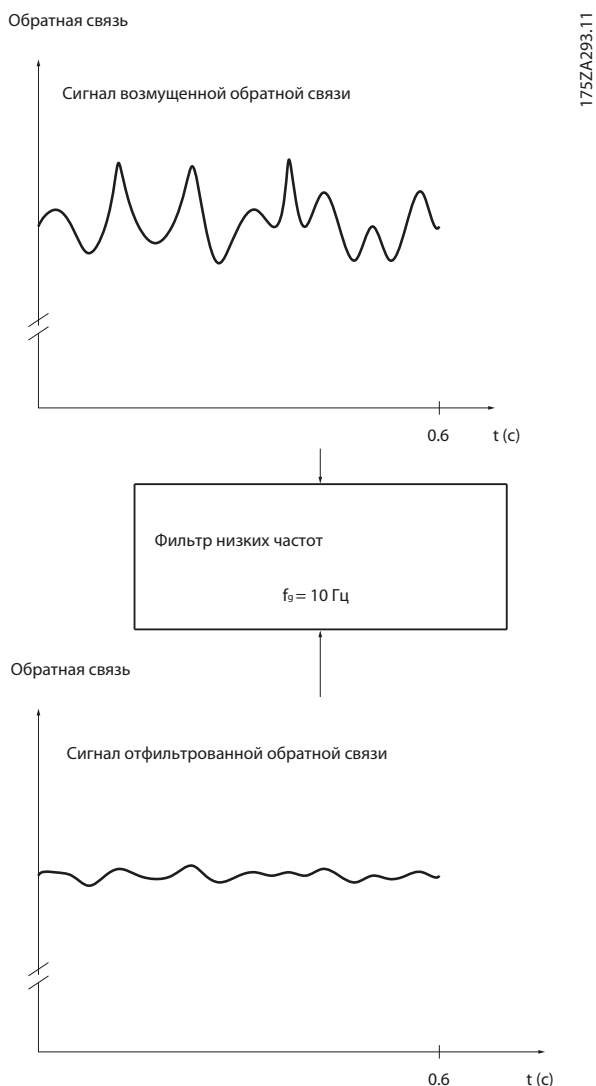 Обратная связь
175ZA293.11
Сигнал возмущенной обратной связи
0.6 t (с)
Фильтр низких частот
fg = 10 Гц
Обратная связь
Сигнал отфильтрованной обратной связи
0.6 t (с)